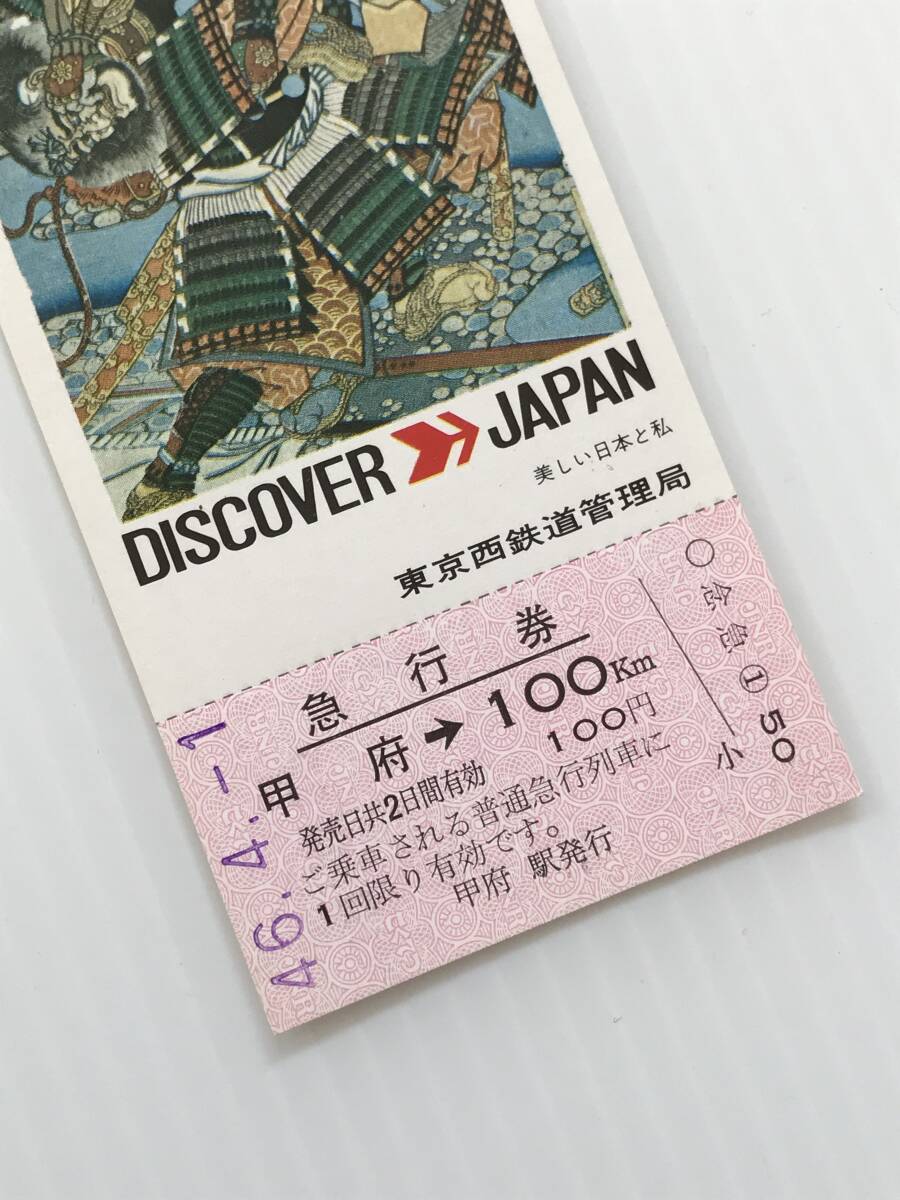 DISCOVER JAPAN
美しい日本と私
東京西鉄道管理局
急行券
甲府→100Km
発売日共2日間有効 100円
ご乗車される普通急行列車に
1回限り有効です。
甲府 駅発行
46.4.-1
○ 急 ① 50
小